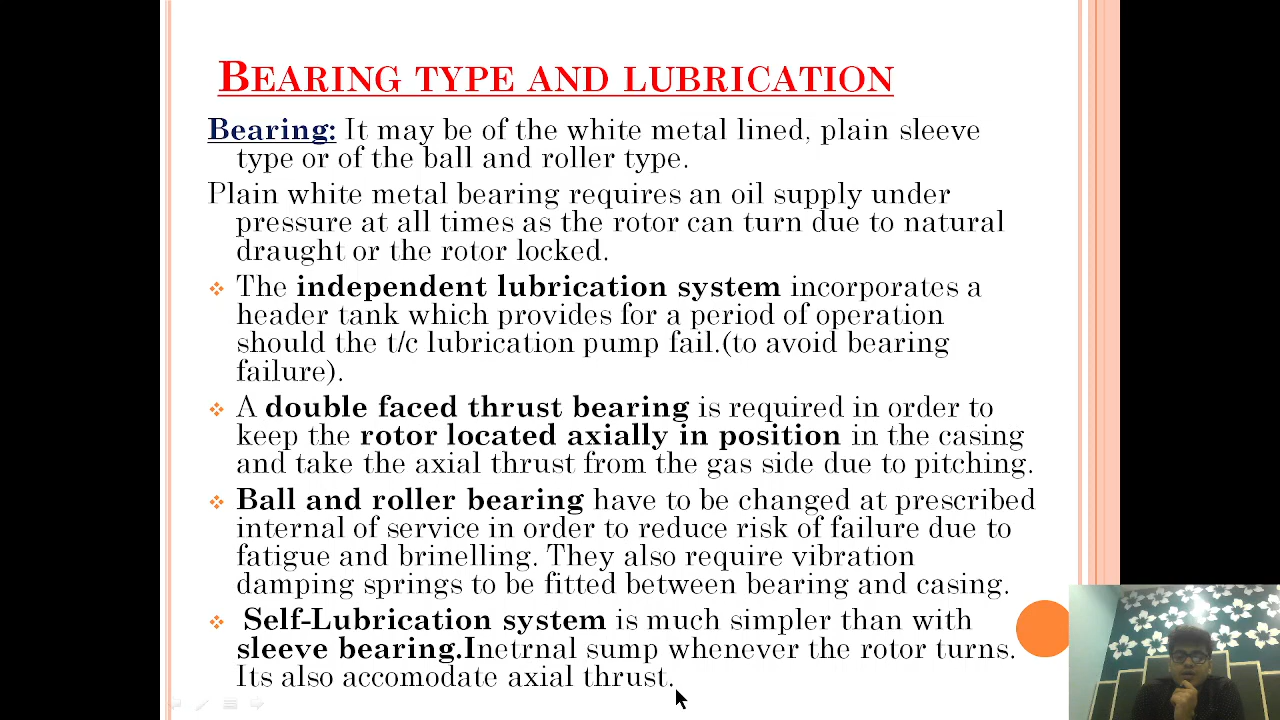 BEARING TYPE AND LUBRICATION
Bearing: It may be of the white metal lined, plain sleeve
type or of the ball and roller type.
Plain white metal bearing requires an oil supply under
pressure at all times as the rotor can turn due to natural
draught or the rotor locked.
The independent lubrication system incorporates a
header tank which provides for a period of operation
should the t/c lubrication pump fail.(to avoid bearing
failure).
A double faced thrust bearing is required in order to
keep the rotor located axially in position in the casing
and take the axial thrust from the gas side due to pitching.
Ball and roller bearing have to be changed at prescribed
internal of service in order to reduce risk of failure due to
fatigue and brinelling. They also require vibration
damping springs to be fitted between bearing and casing.
Self-Lubrication system is much simpler than with
sleeve bearing.Inetrnal sump whenever the rotor turns.
Its also accomodate axial thrust.